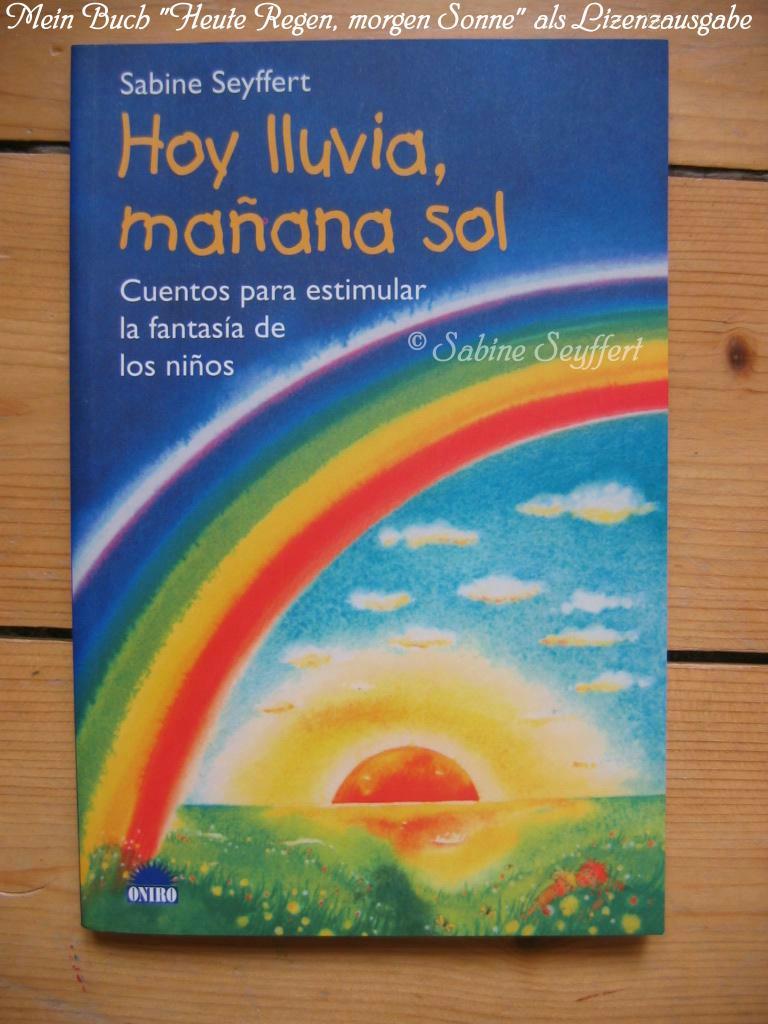 Mein Buch "Heute Regen, morgen Sonne" als Lizenzausgabe
Sabine Seyffert
Hoy lluvia,
mañana sol
Cuentos para estimular
la fantasía de
los niños
© Sabine Seyffert
ONIRO